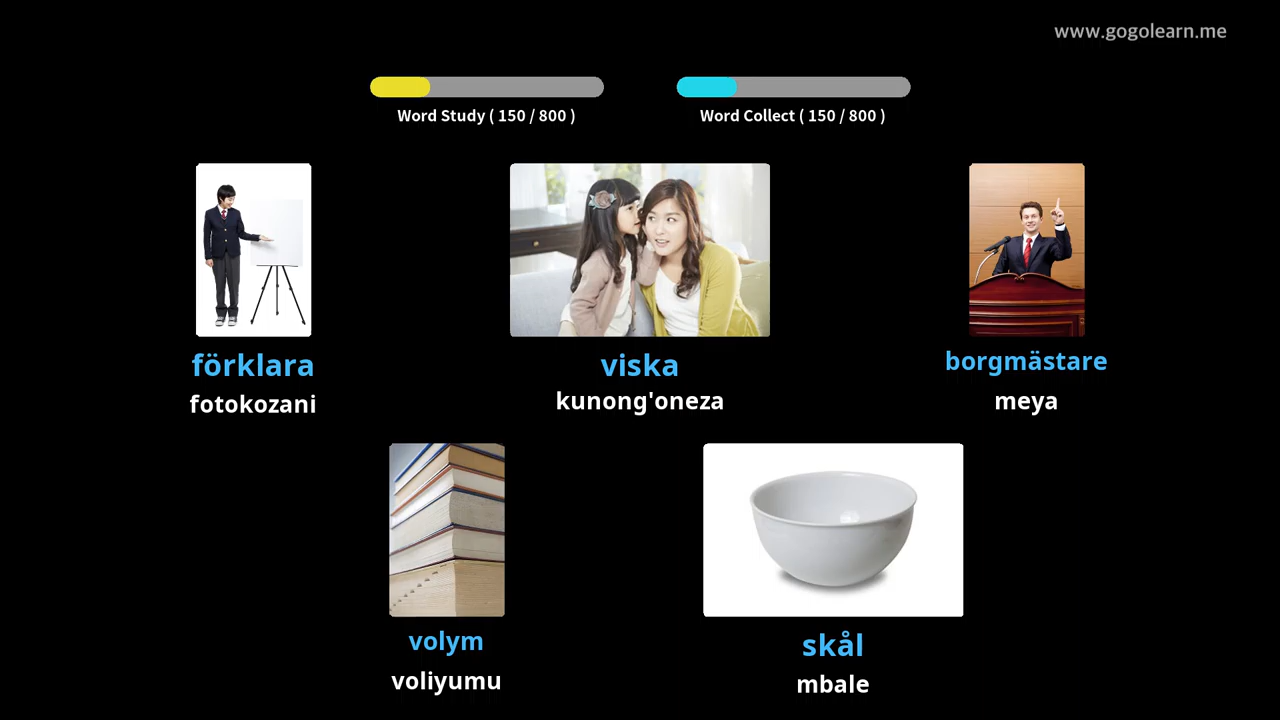 www.gogolearn.me
Word Study ( 150 / 800 )
Word Collect ( 150 / 800 )
förklara
fotokozani
viska
kunong'oneza
borgmästare
meya
volym
voliyumu
skål
mbale